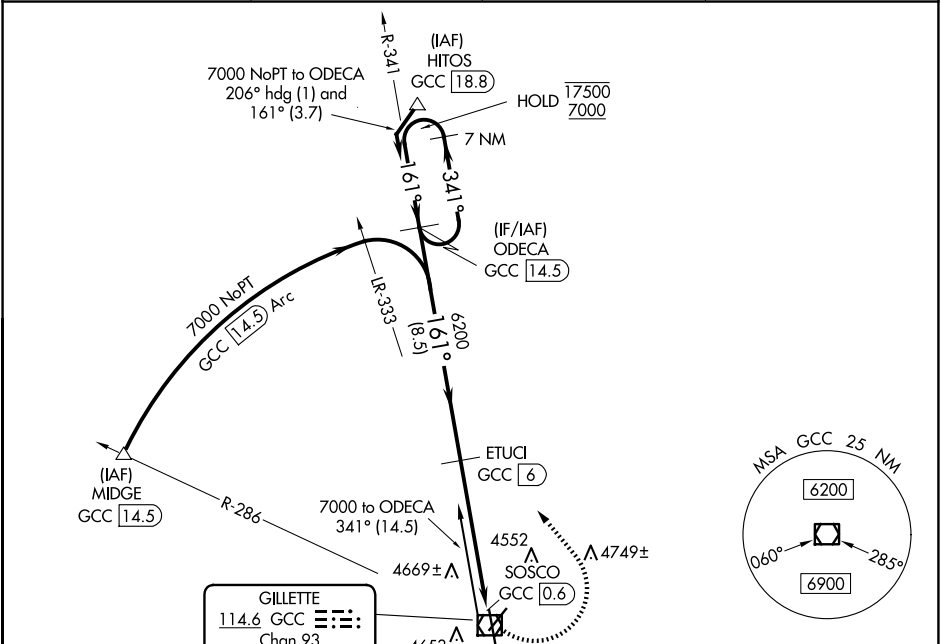 R-341
(IAF)
HITOS
GCC 18.8
7000 NoPT to ODECA
206° hdg (1) and
161° (3.7)
HOLD 17500
7000
7 NM
161°
341°
(IF/IAF)
ODECA
GCC 14.5
7000 NoPT
GCC 14.5 Arc
LR-333
6200
161°
(8.5)
ETUCI
GCC 6
(IAF)
MIDGE
GCC 14.5
R-286
7000 to ODECA
341° (14.5)
4552
4749±
4669±
SOSCO
GCC 0.6
MSA GCC 25 NM
6200
060°
285°
6900
GILLETTE
114.6 GCC
Chan 93